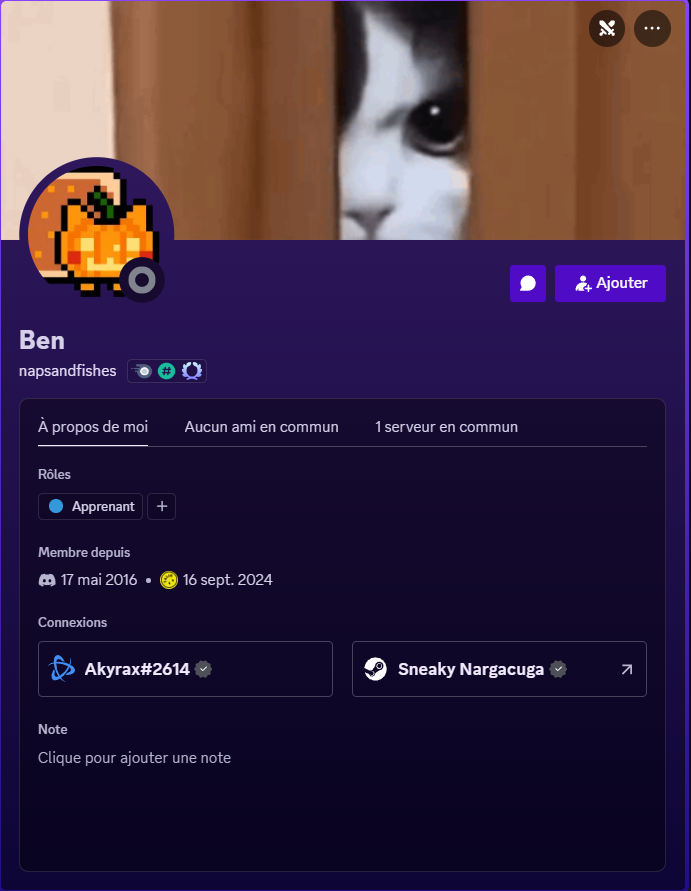 Ajouter
Ben
napsandfishes
À propos de moi
Aucun ami en commun
1 serveur en commun
Rôles
Apprenant
Membre depuis
17 mai 2016 • 16 sept. 2024
Connexions
Akyrax#2614
Sneaky Nargacuga
Note
Clique pour ajouter une note